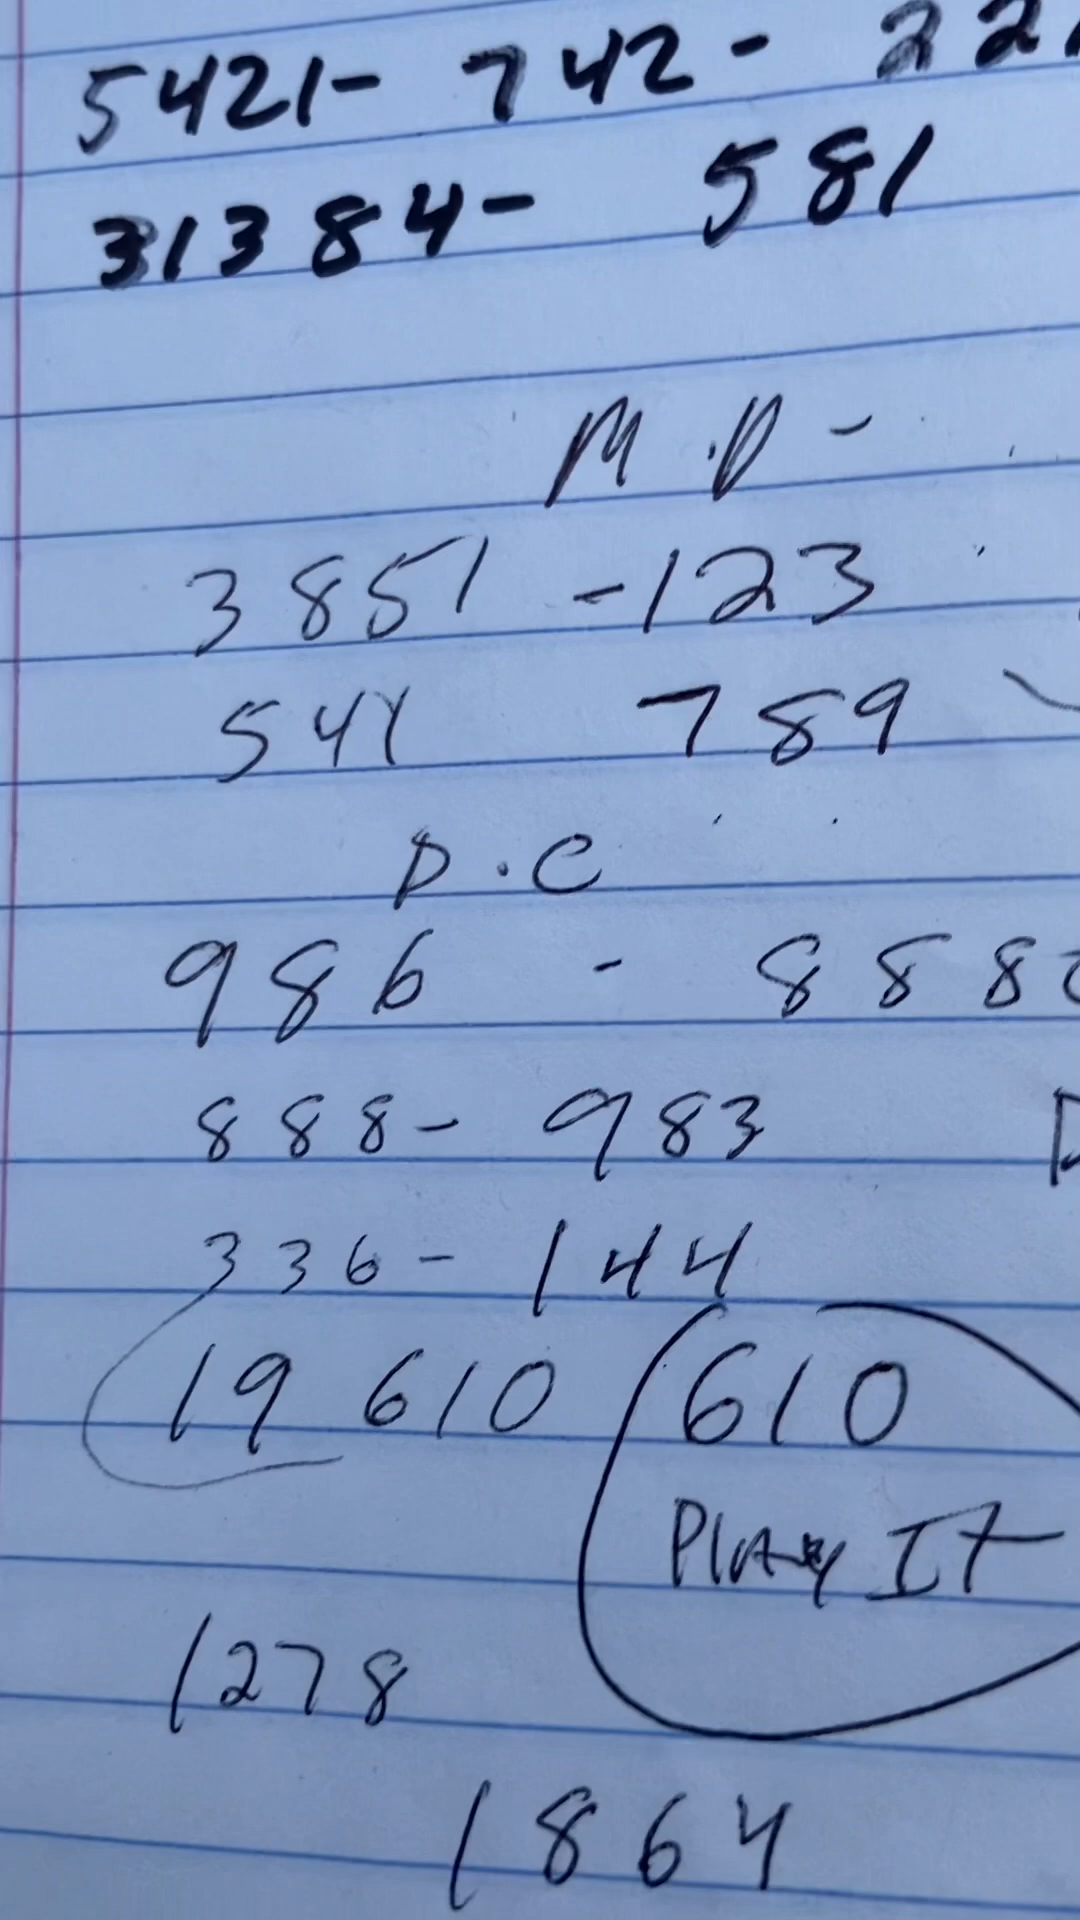 5421- 742- 22
31384- 581
M.D-
3851 -123
541 789
D.C
986 - 888
888- 983
336- 144
19 610 610
Play It
1278
1864